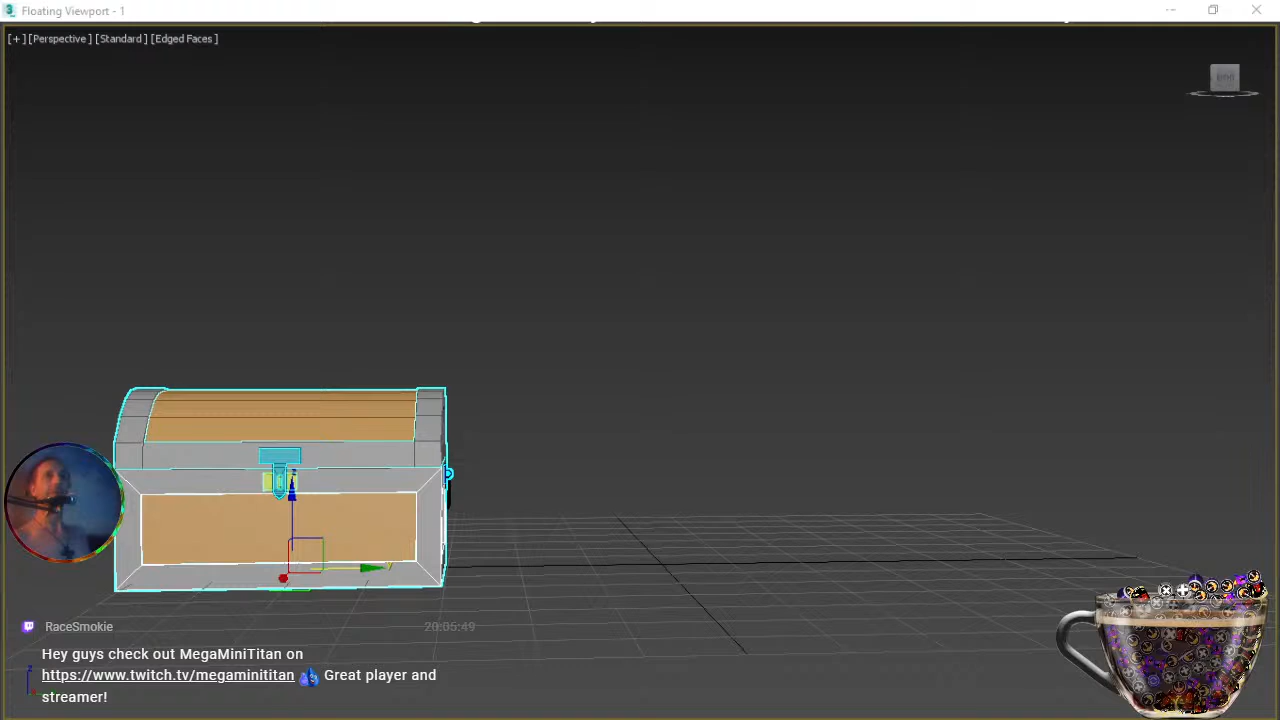 Floating Viewport - 1
[+] [Perspective] [Standard] [Edged Faces]
RaceSmokie
20:05:49
Hey guys check out MegaMiniTitan on
https://www.twitch.tv/megaminititan Great player and
streamer!